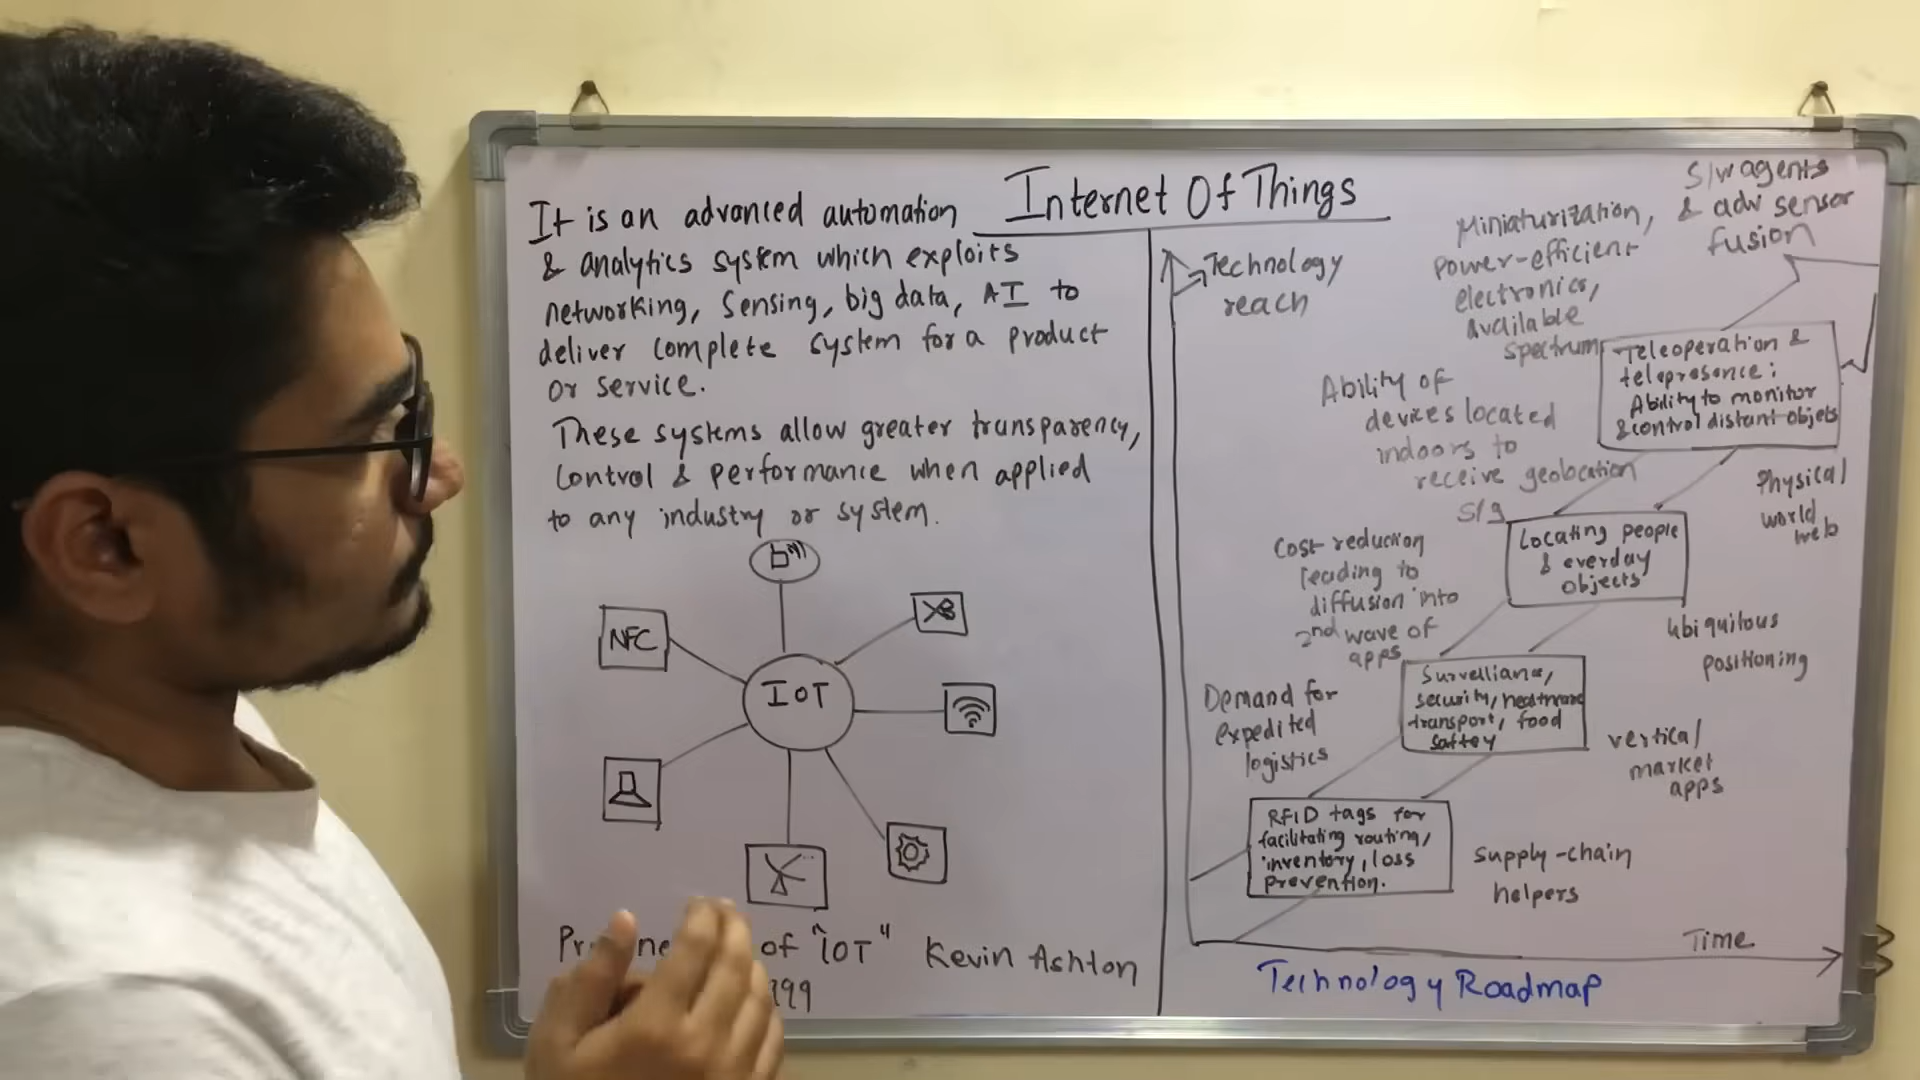 Internet Of Things
It is an advanced automation
& analytics system which exploits
networking, sensing, big data, AI to
deliver complete system for a product
or service.
These systems allow greater transparency,
control & performance when applied
to any industry or system.
NFC
IOT
of "IOT" Kevin Ashton
999
Technology
reach
S/w agents
& adv sensor
fusion
Miniaturization,
power-efficient
electronics,
available
spectrum
Teleoperation &
telepresence:
Ability to monitor
& control distant objets
Physical
world
web
Ability of
devices located
indoors to
receive geolocation
s/g
Locating people
& everday
objects
Ubiquitous
positioning
Cost reduction
leading to
diffusion into
2nd wave of
apps
security, healthcare
transport, food
vertical
market
apps
Demand for
expedited
logistics
RFID tags for
facilitating routing,
inventory, loss
prevention.
supply-chain
helpers
Time
Technology Roadmap